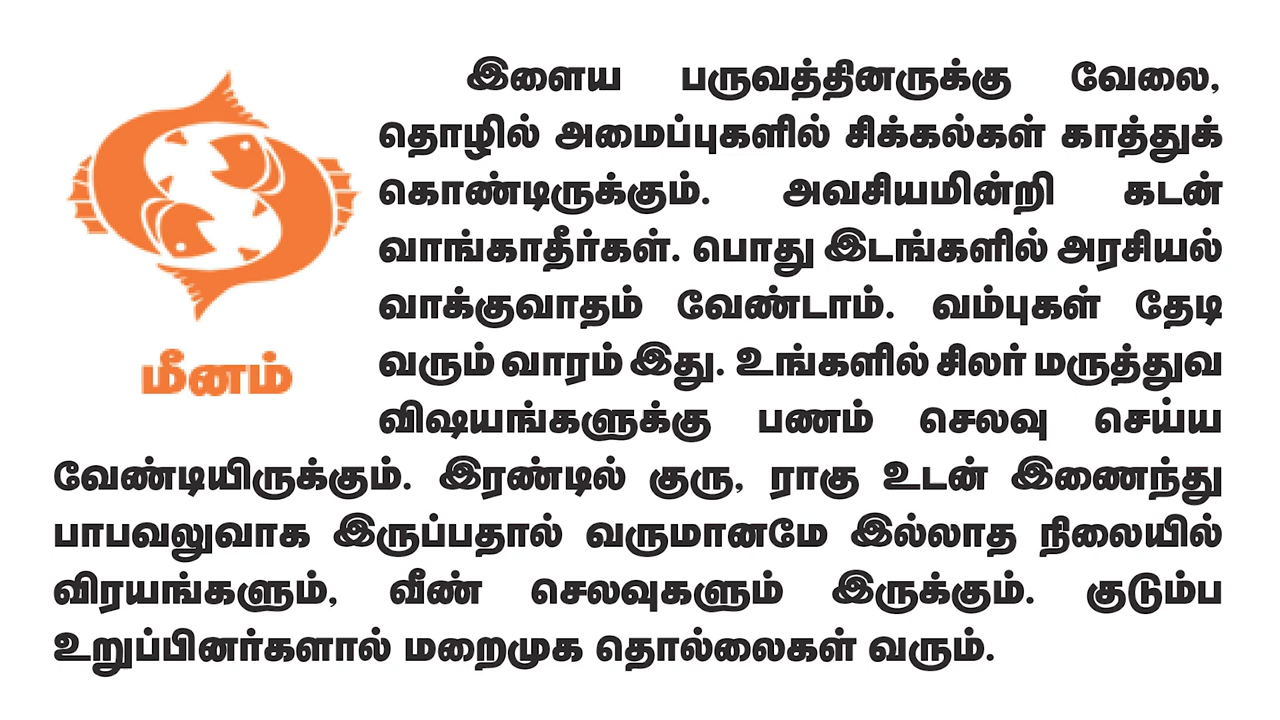 இளைய பருவத்தினருக்கு வேலை,
தொழில் அமைப்புகளில் சிக்கல்கள் காத்துக்
கொண்டிருக்கும். அவசியமின்றி கடன்
வாங்காதீர்கள். பொது இடங்களில் அரசியல்
வாக்குவாதம் வேண்டாம். வம்புகள் தேடி
வரும் வாரம் இது. உங்களில் சிலர் மருத்துவ
விஷயங்களுக்கு பணம் செலவு செய்ய
வேண்டியிருக்கும். இரண்டில் குரு, ராகு உடன் இணைந்து
பாபவலுவாக இருப்பதால் வருமானமே இல்லாத நிலையில்
விரயங்களும், வீண் செலவுகளும் இருக்கும். குடும்ப
உறுப்பினர்களால் மறைமுக தொல்லைகள் வரும்.
மீனம்